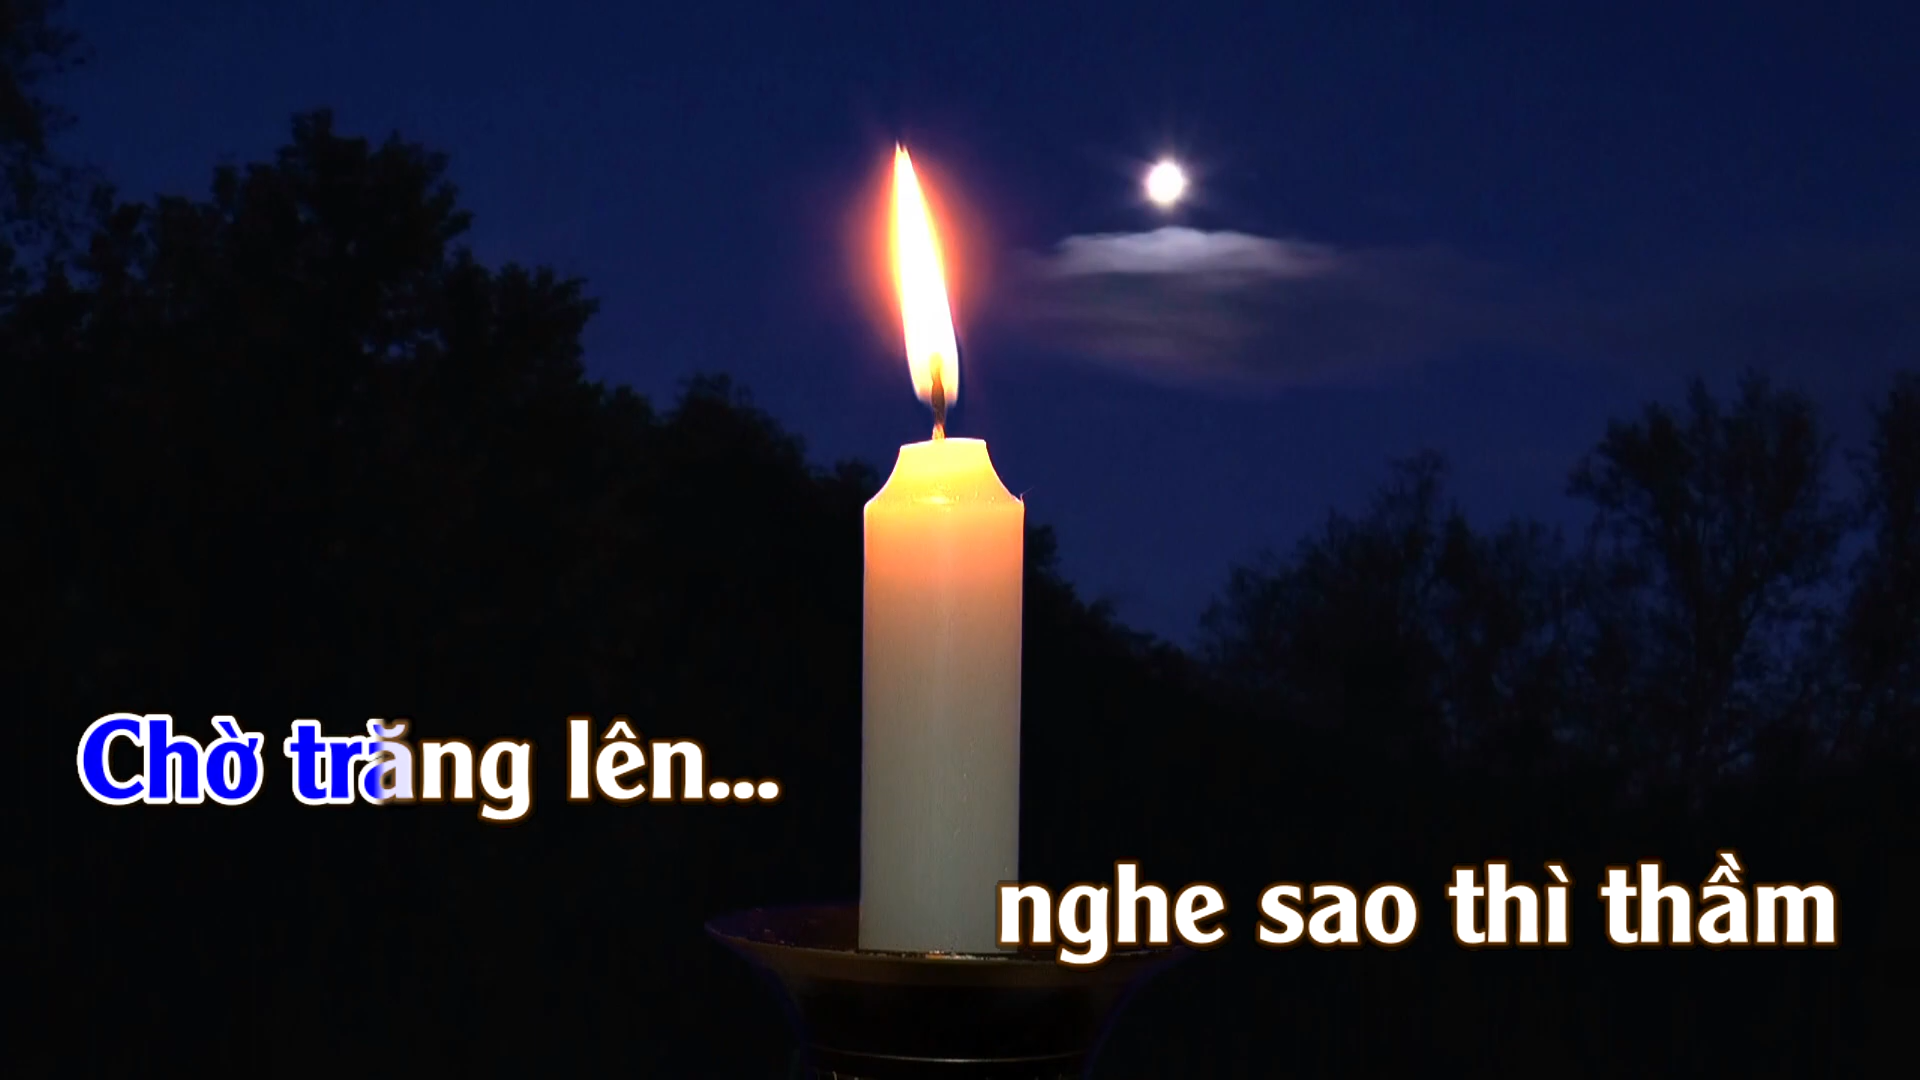 Chờ trăng lên...
nghe sao thì thầm